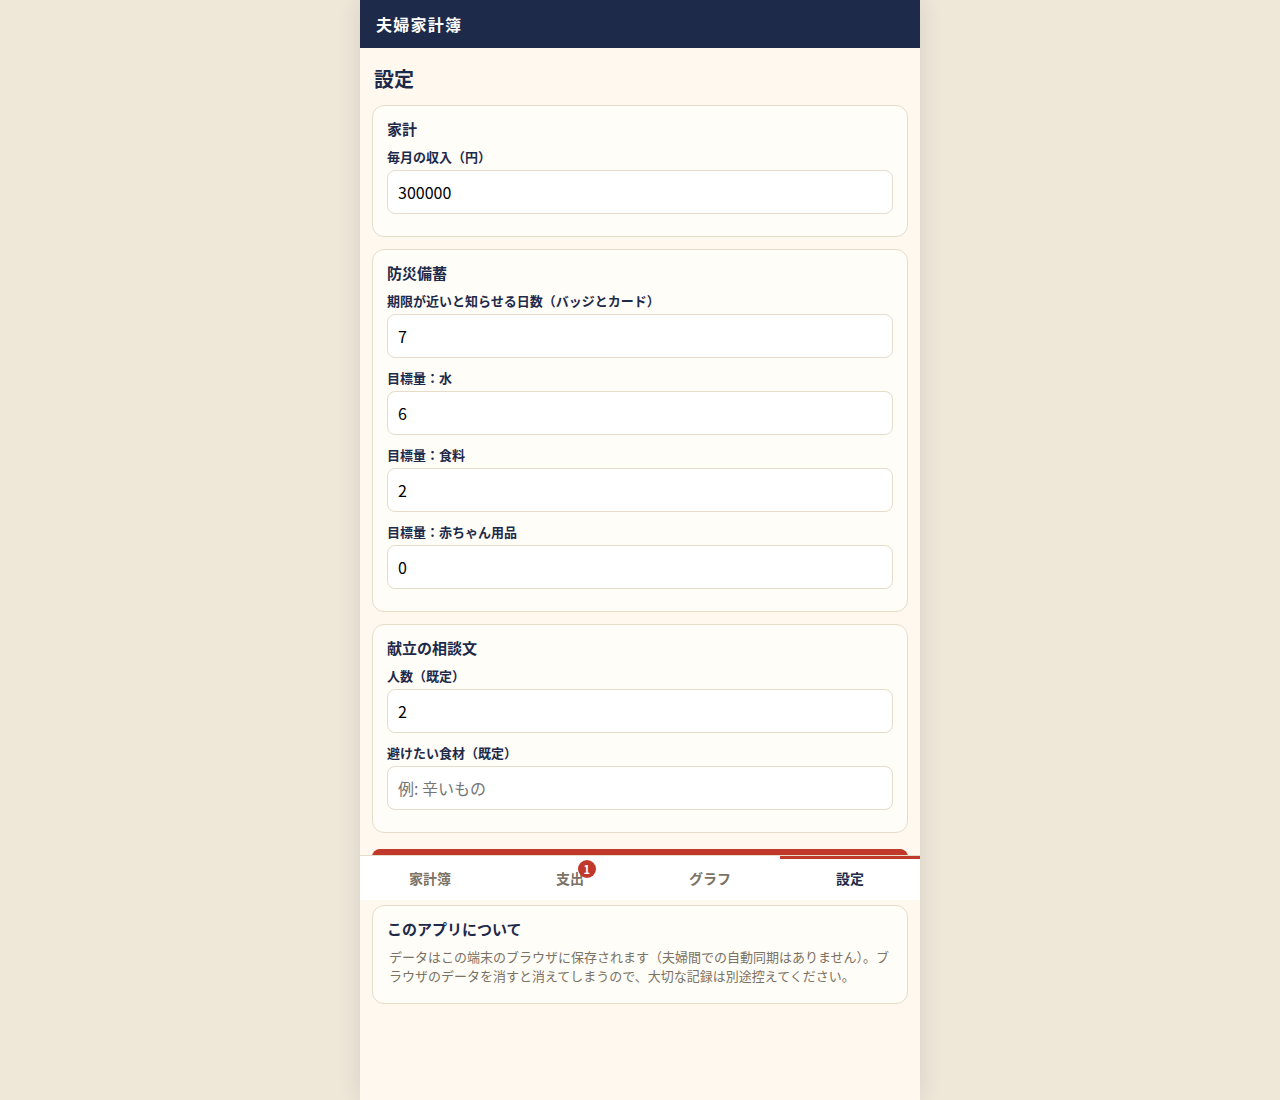 夫婦家計簿
設定
家計
毎月の収入（円）
300000
防災備蓄
期限が近いと知らせる日数（バッジとカード）
7
目標量：水
6
目標量：食料
2
目標量：赤ちゃん用品
0
献立の相談文
人数（既定）
2
避けたい食材（既定）
例: 辛いもの
家計簿
支出
1
グラフ
設定
このアプリについて
データはこの端末のブラウザに保存されます（夫婦間での自動同期はありません）。ブ
ラウザのデータを消すと消えてしまうので、大切な記録は別途控えてください。